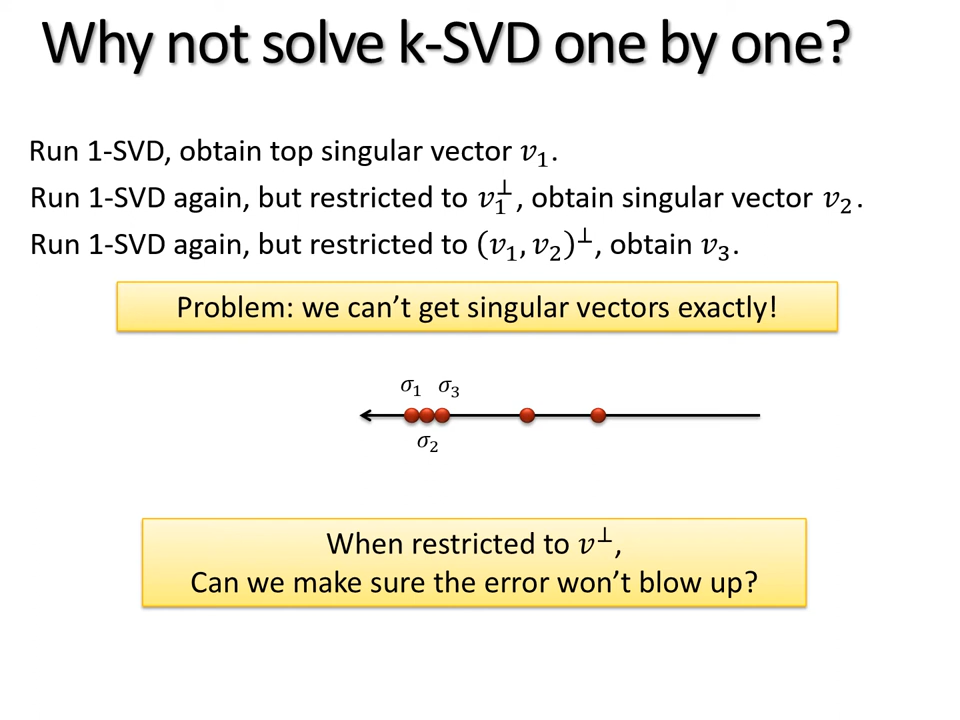 Why not solve k-SVD one by one?
Run 1-SVD, obtain top singular vector v₁.
Run 1-SVD again, but restricted to v₁^⊥, obtain singular vector v₂.
Run 1-SVD again, but restricted to (v₁, v₂)^⊥, obtain v₃.
Problem: we can't get singular vectors exactly!
σ₁ σ₃
σ₂
When restricted to v^⊥,
Can we make sure the error won't blow up?